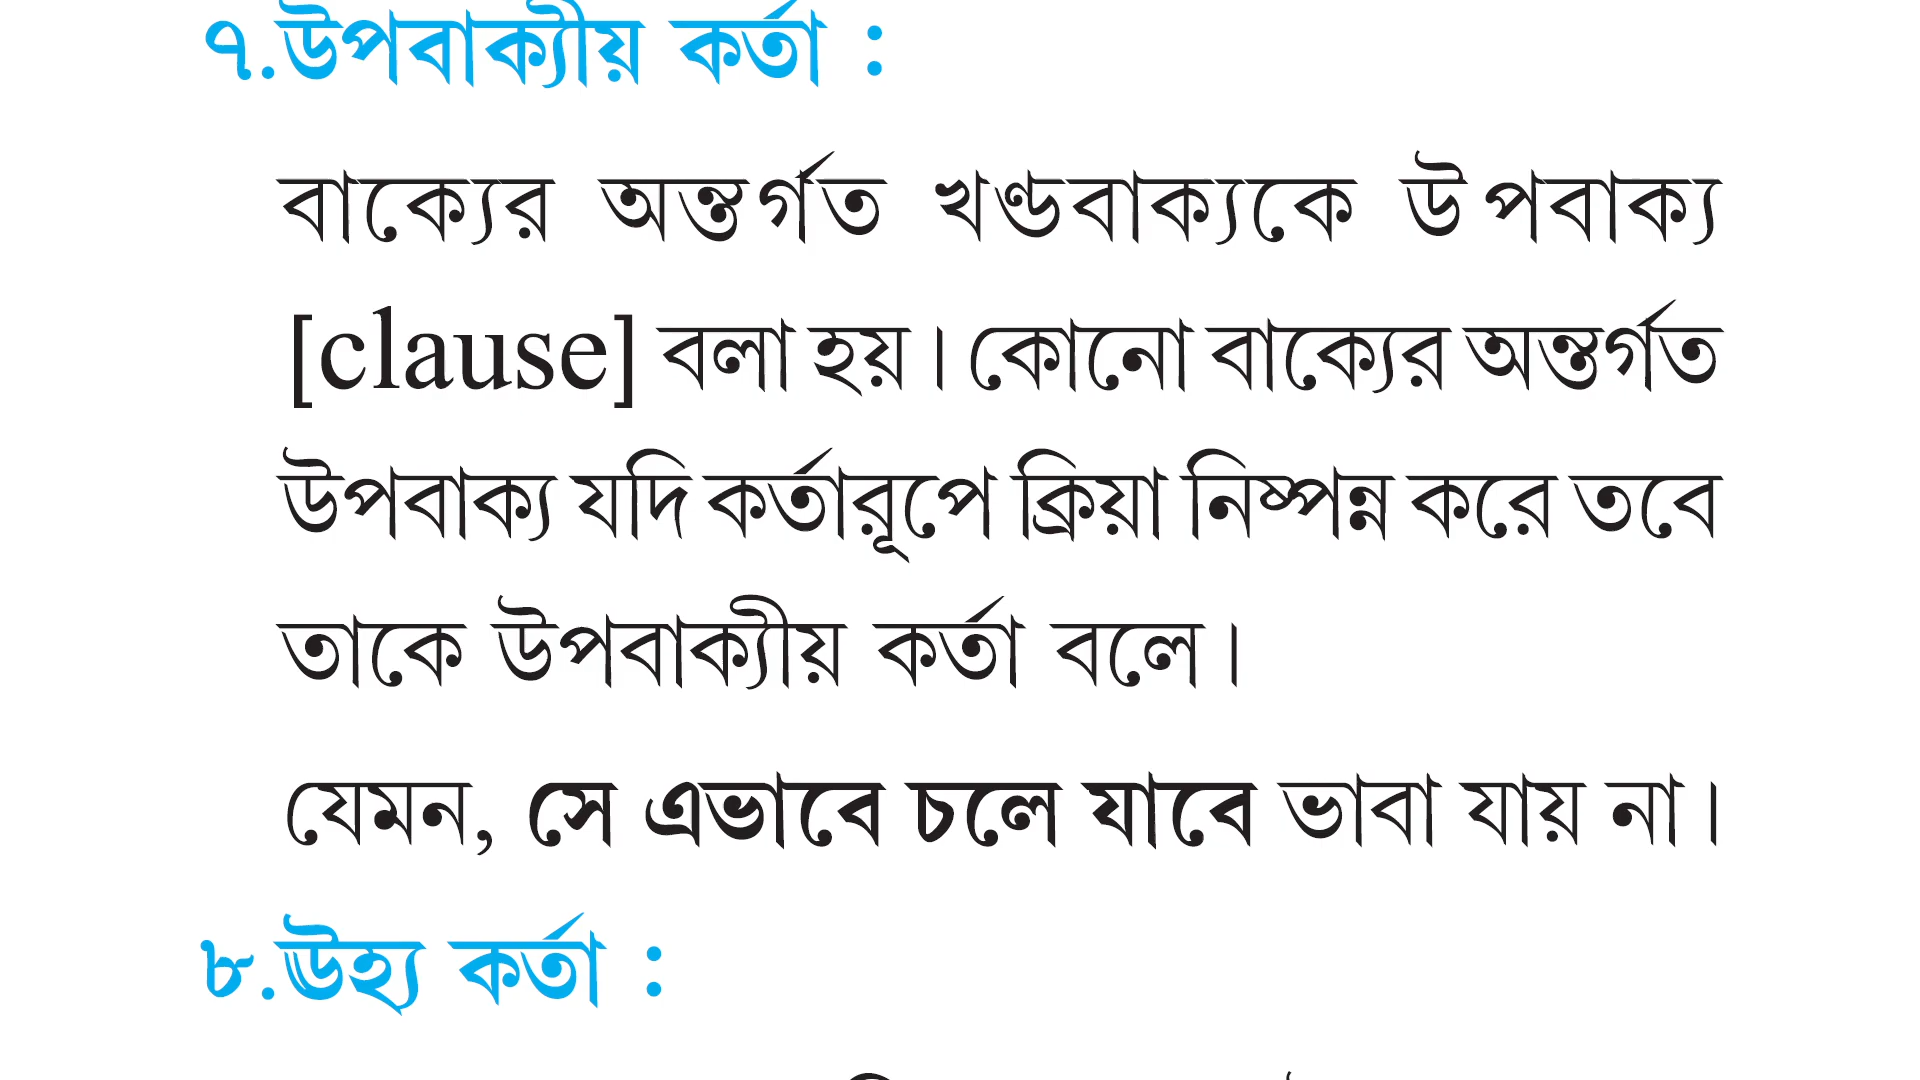 ৭.উপবাক্যীয় কর্তা :
বাক্যের অন্তর্গত খণ্ডবাক্যকে উপবাক্য
[clause] বলা হয়। কোনো বাক্যের অন্তর্গত
উপবাক্য যদি কর্তারূপে ক্রিয়া নিষ্পন্ন করে তবে
তাকে উপবাক্যীয় কর্তা বলে।
যেমন, সে এভাবে চলে যাবে ভাবা যায় না।
৮.ঊহ্য কর্তা :